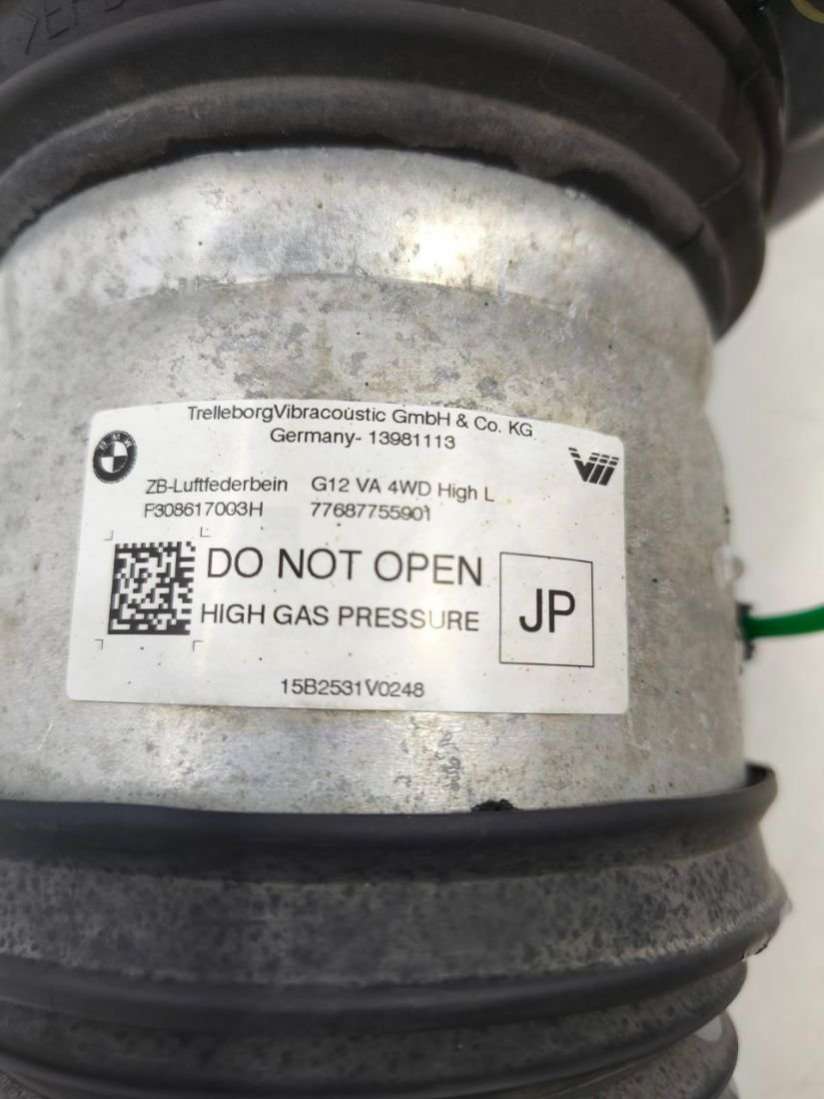 TrelleborgVibracoustic GmbH & Co. KG
Germany- 13981113
ZB-Luftfederbein G12 VA 4WD High L
F308617003H 77687755901
DO NOT OPEN
HIGH GAS PRESSURE
JP
15B2531V0248